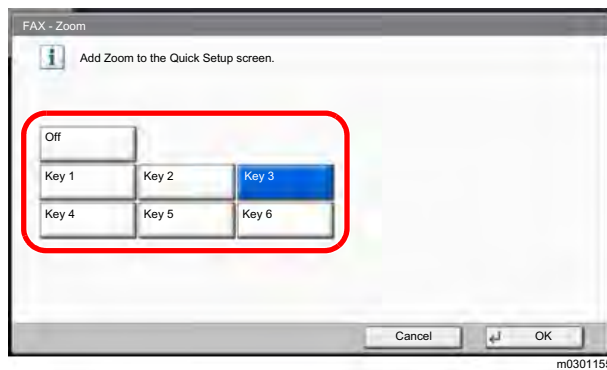 FAX - Zoom
i Add Zoom to the Quick Setup screen.
Off
Key 1 Key 2 Key 3
Key 4 Key 5 Key 6
Cancel OK
m0301155